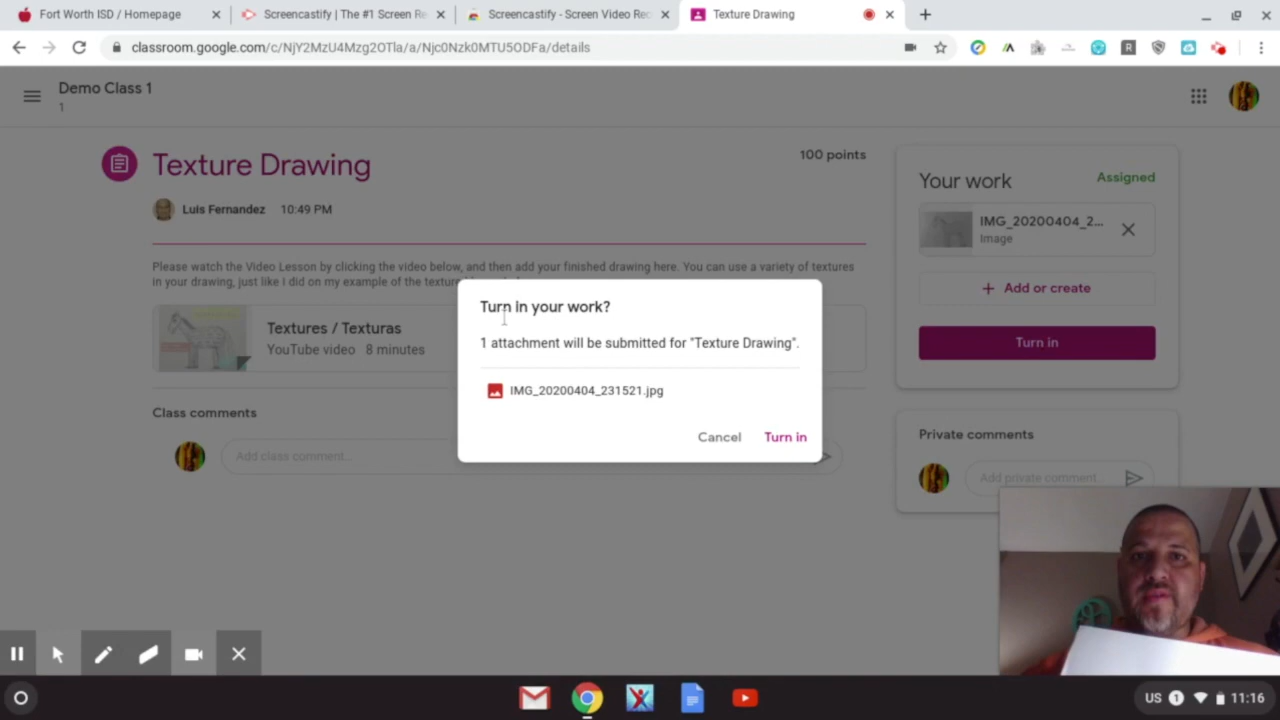 Fort Worth ISD / Homepage
Screencastify | The #1 Screen Re
Screencastify - Screen Video Rec
Texture Drawing
classroom.google.com/c/NjY2MzU4Mzg2OTla/a/Njc0Nzk0MTU5ODFa/details
Demo Class 1
1
Texture Drawing
100 points
Luis Fernandez 10:49 PM
Please watch the Video Lesson by clicking the video below, and then add your finished drawing here. You can use a variety of textures
in your drawing, just like i did on my example of the texture
Textures / Texturas
YouTube video 8 minutes
Class comments
Add class comment...
Your work
Assigned
IMG_20200404_2...
Image
+ Add or create
Turn in
Private comments
Add private comment...
Turn in your work?
1 attachment will be submitted for "Texture Drawing".
IMG_20200404_231521.jpg
Cancel
Turn in
US 1 11:16